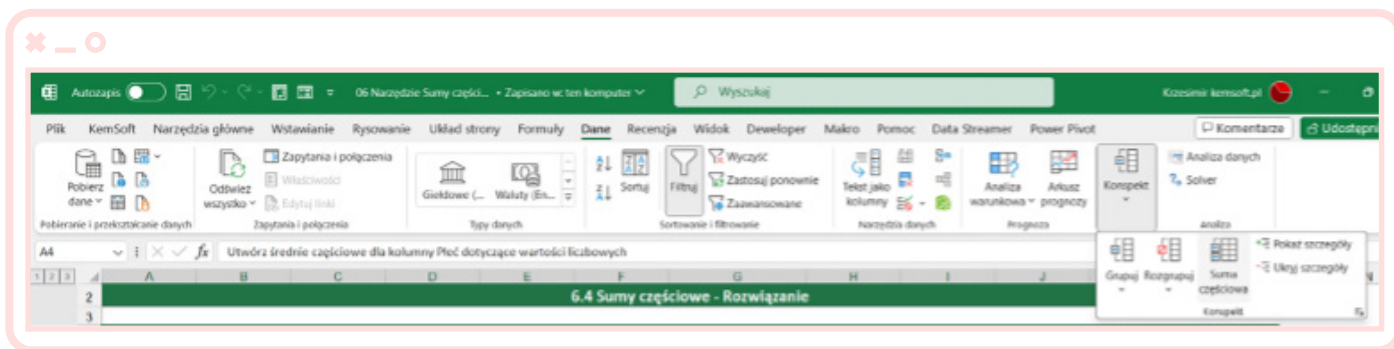 Autozapis 06 Narzędzie Sumy części... • Zapisano w: ten komputer Wyszukaj Krzesimir kemsoft.pl
Plik KemSoft Narzędzia główne Wstawianie Rysowanie Układ strony Formuły Dane Recenzja Widok Deweloper Makro Pomoc Data Streamer Power Pivot Komentarze Udostępnij
Pobierz dane
Odśwież wszystko
Zapytania i połączenia
Właściwości
Edytuj linki
Giełdowe (... Waluty (En...
Sortuj
Filtruj
Wyczyść
Zastosuj ponownie
Zaawansowane
Tekst jako kolumny
Analiza warunkowa
Arkusz prognozy
Konspekt
Analiza danych
Solver
Pobieranie i przekształcanie danych Zapytania i połączenia Typy danych Sortowanie i filtrowanie Narzędzia danych Prognoza Analiza
A4 fx Utwórz średnie częściowe dla kolumny Płeć dotyczące wartości liczbowych
Grupuj Rozgrupuj Suma częściowa
Pokaż szczegóły
Ukryj szczegóły
Konspekt
1 2 3 A B C D E F G H I J N
2 6.4 Sumy częściowe - Rozwiązanie
3